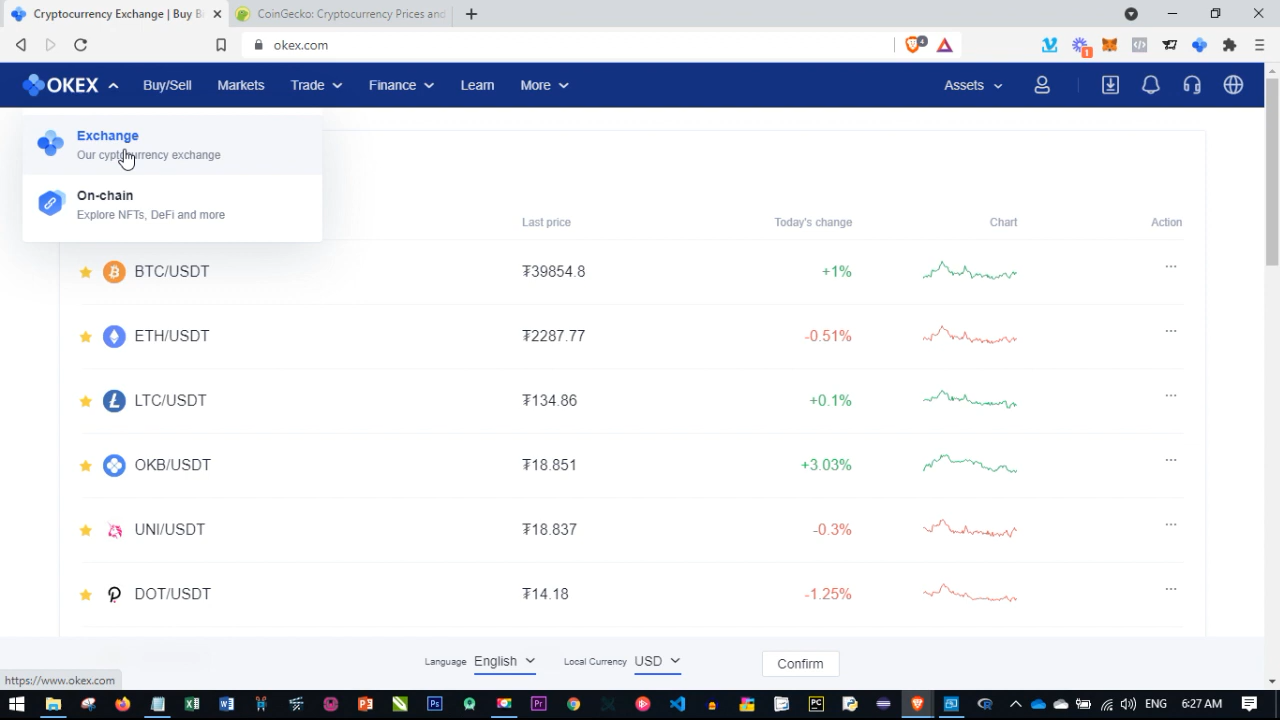 Cryptocurrency Exchange | Buy B
CoinGecko: Cryptocurrency Prices and
okex.com
4
1
OKEX
Buy/Sell
Markets
Trade
Finance
Learn
More
Assets
Exchange
Our cyptocurrency exchange
On-chain
Explore NFTs, DeFi and more
Last price
Today's change
Chart
Action
BTC/USDT
₮39854.8
+1%
...
ETH/USDT
₮2287.77
-0.51%
...
LTC/USDT
₮134.86
+0.1%
...
OKB/USDT
₮18.851
+3.03%
...
UNI/USDT
₮18.837
-0.3%
...
DOT/USDT
₮14.18
-1.25%
...
Language
English
Local Currency
USD
Confirm
https://www.okex.com
ENG
6:27 AM